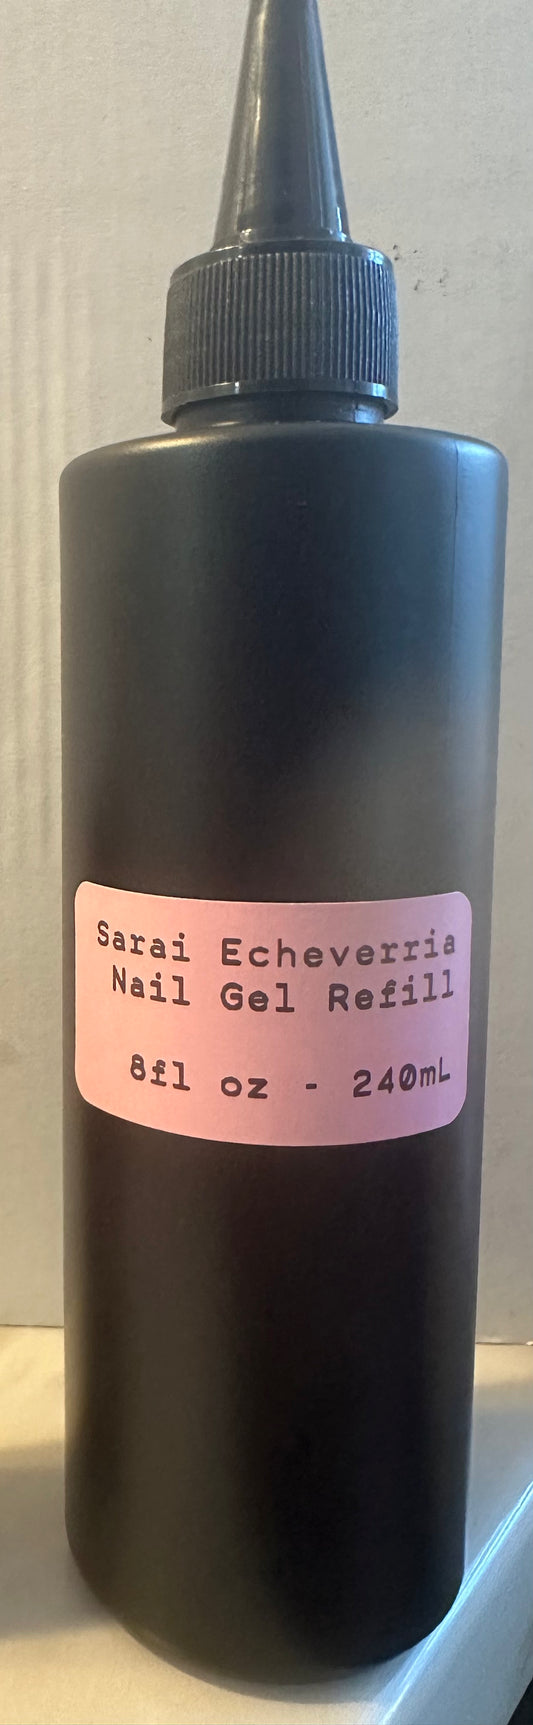 Sarai Echeverria
Nail Gel Refill
8fl oz - 240mL